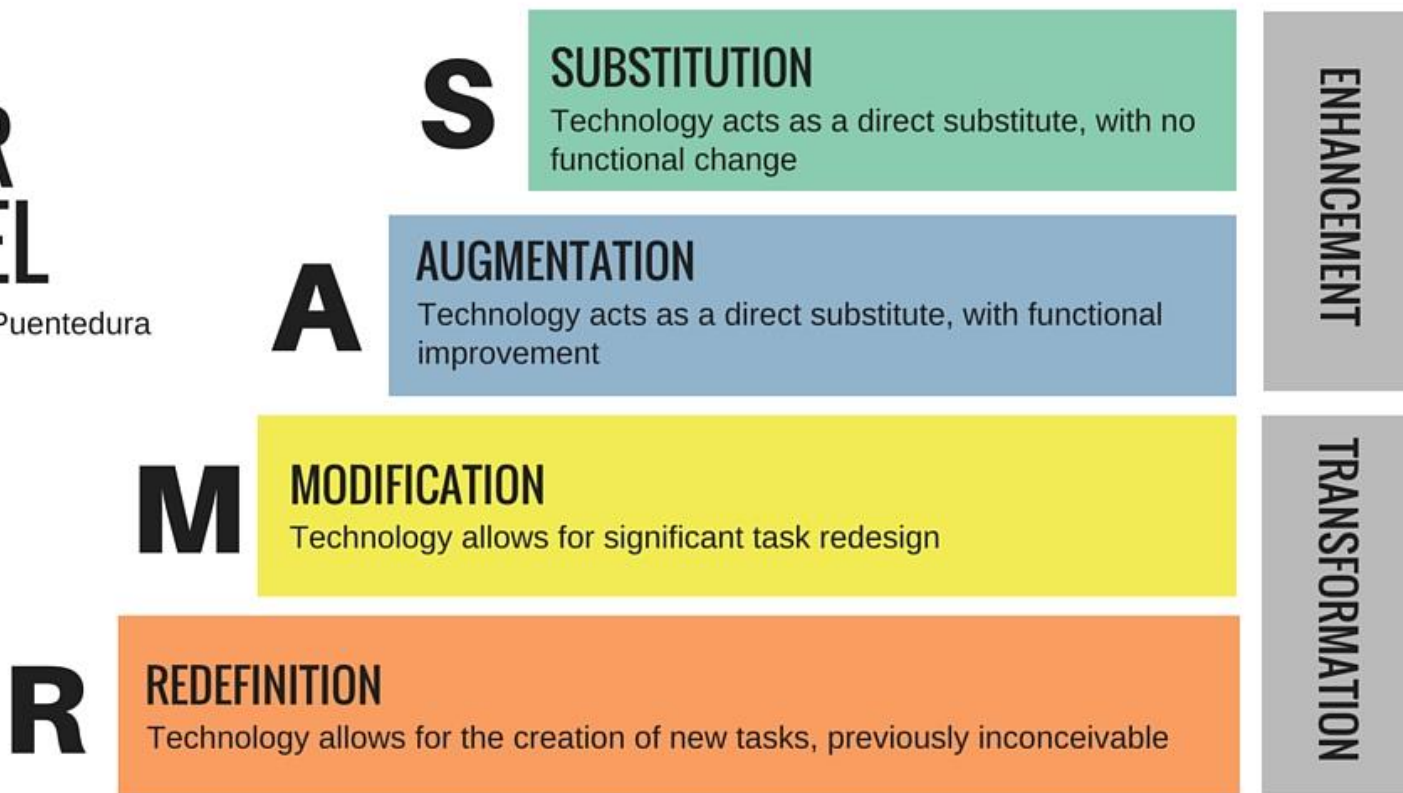 R
EL
Puentedura
S
SUBSTITUTION
Technology acts as a direct substitute, with no
functional change
A
AUGMENTATION
Technology acts as a direct substitute, with functional
improvement
M
MODIFICATION
Technology allows for significant task redesign
R
REDEFINITION
Technology allows for the creation of new tasks, previously inconceivable
ENHANCEMENT
TRANSFORMATION